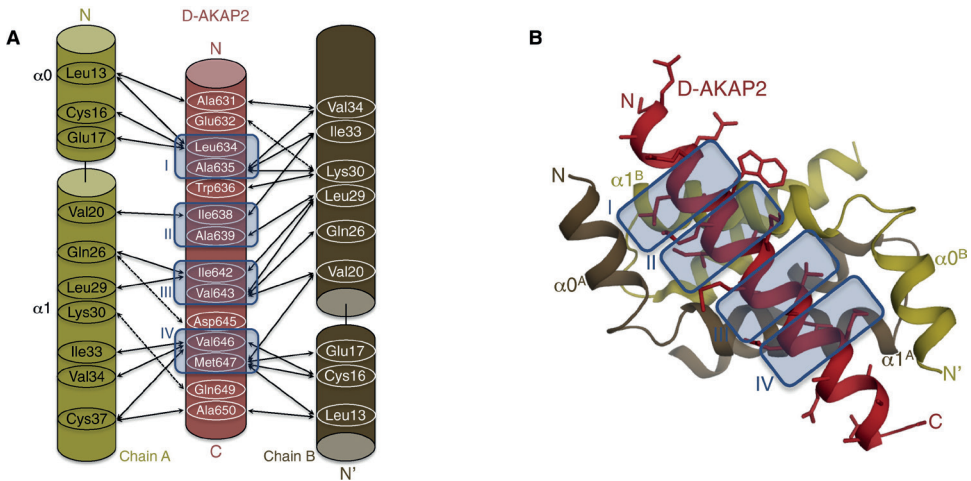 A
N
D-AKAP2
N
α0
Leu13
Cys16
Glu17
α1
Val20
Gln26
Leu29
Lys30
Ile33
Val34
Cys37
Chain A
Ala631
Glu632
Leu634
I
Ala635
Trp636
Ile638
II
Ala639
Ile642
III
Val643
Asp645
IV
Val646
Met647
Gln649
Ala650
C
Val34
Ile33
Lys30
Leu29
Gln26
Val20
Glu17
Cys16
Leu13
Chain B
N'
B
D-AKAP2
N
N
α1ᴮ
I
II
α0ᴬ
α0ᴮ
III
α1ᴬ
IV
N'
C